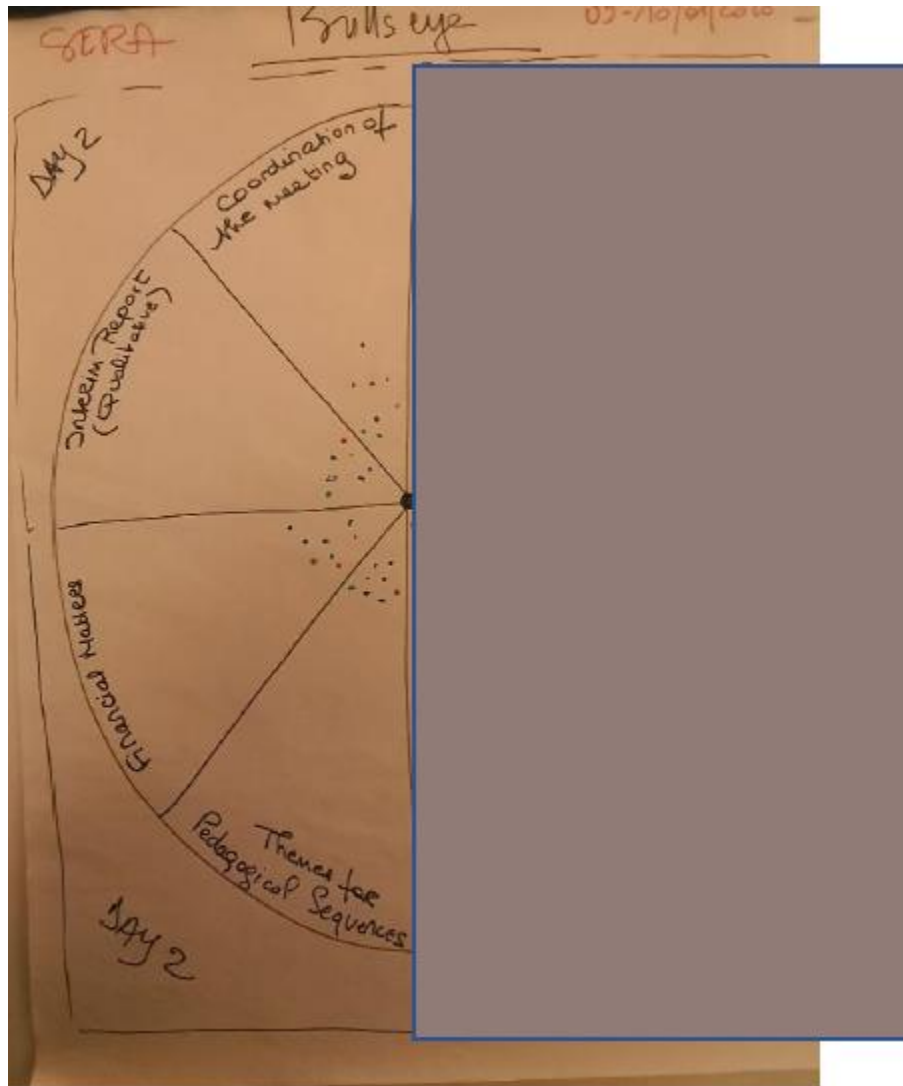 SERA
Bullseye
DAY 2
Coordination of
the meeting
Interim Report
(Qualitative)
Financial Matters
Themes for
Pedagogical Sequences
DAY 2